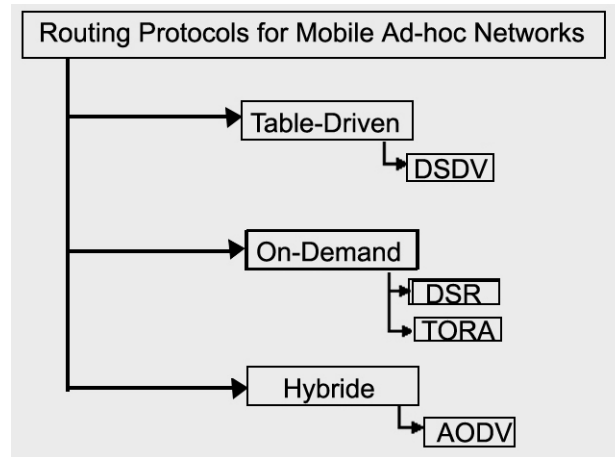 Routing Protocols for Mobile Ad-hoc Networks
Table-Driven
DSDV
On-Demand
DSR
TORA
Hybride
AODV